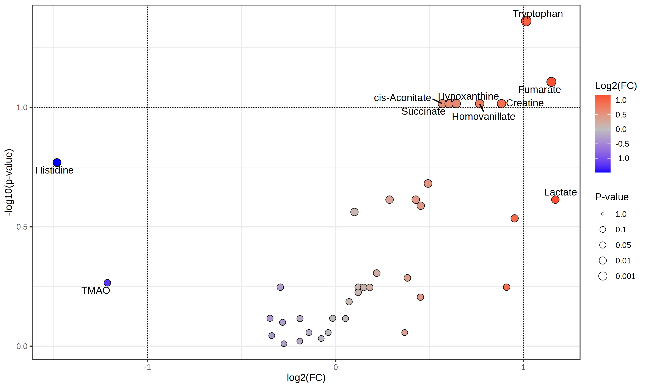 Tryptophan
Fumarate
cis-Aconitate
Hypoxanthine
Creatine
Succinate
Homovanillate
Histidine
Lactate
TMAO
1.0
0.5
0.0
-1
0
1
log2(FC)
-log10(p-value)
Log2(FC)
1.0
0.5
0.0
-0.5
-1.0
P-value
1.0
0.1
0.05
0.01
0.001